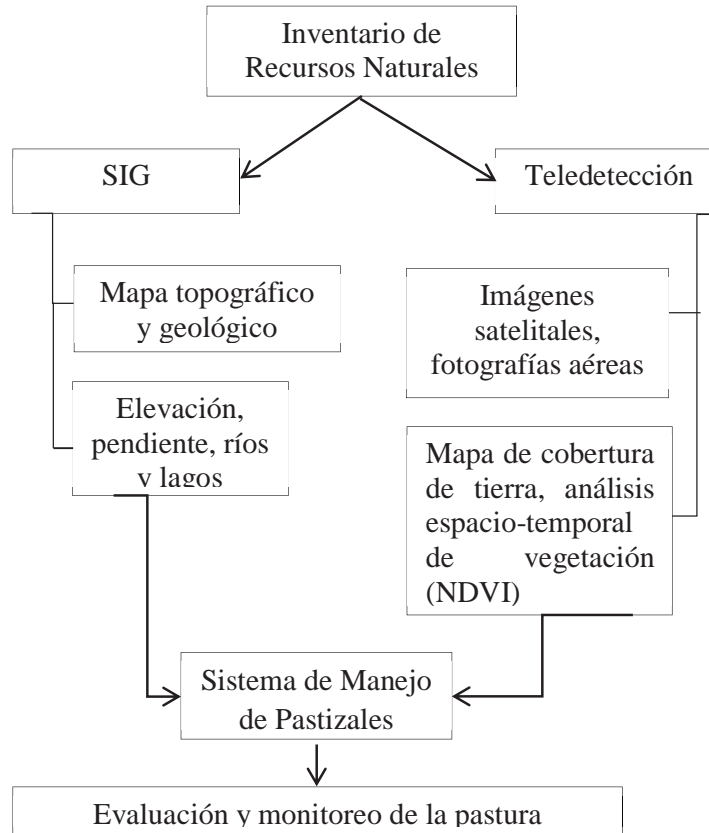 Inventario de
Recursos Naturales
SIG
Teledetección
Mapa topográfico
y geológico
Imágenes
satelitales,
fotografías aéreas
Elevación,
pendiente, ríos
y lagos
Mapa de cobertura
de tierra, análisis
espacio-temporal
de vegetación
(NDVI)
Sistema de Manejo
de Pastizales
Evaluación y monitoreo de la pastura